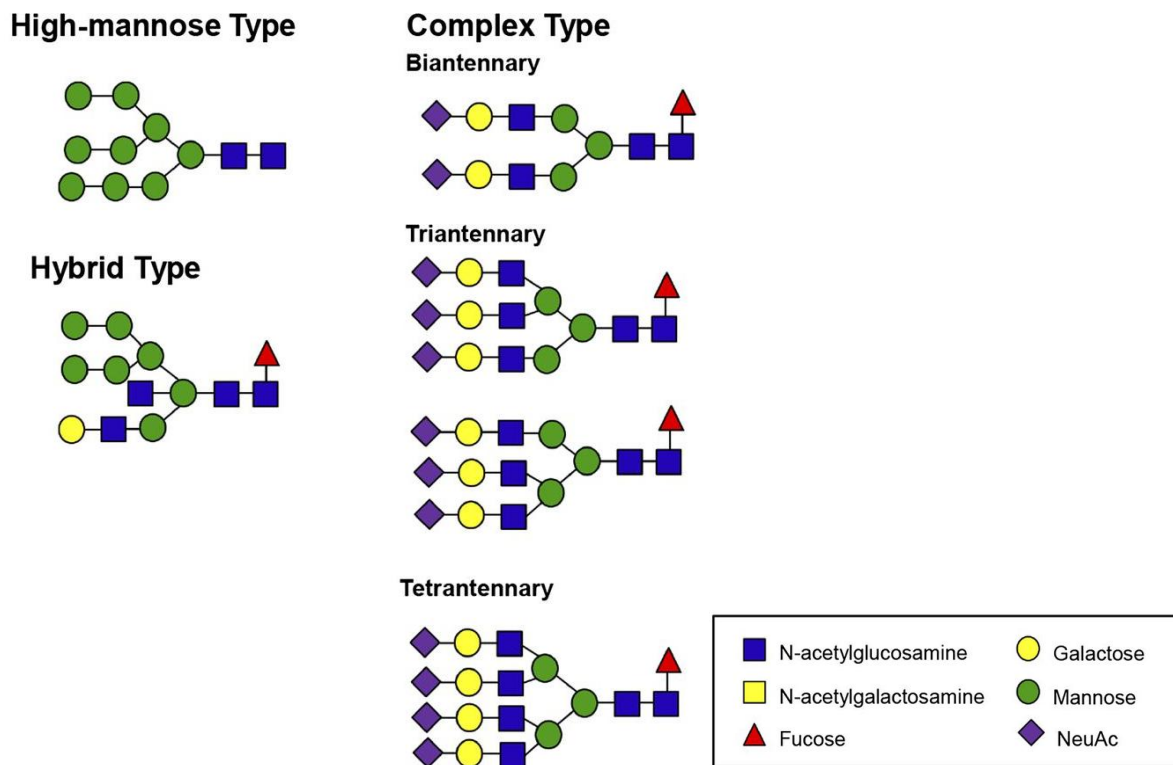 High-mannose Type
Complex Type
Biantennary
Triantennary
Hybrid Type
Tetrantennary
N-acetylglucosamine
Galactose
N-acetylgalactosamine
Mannose
Fucose
NeuAc